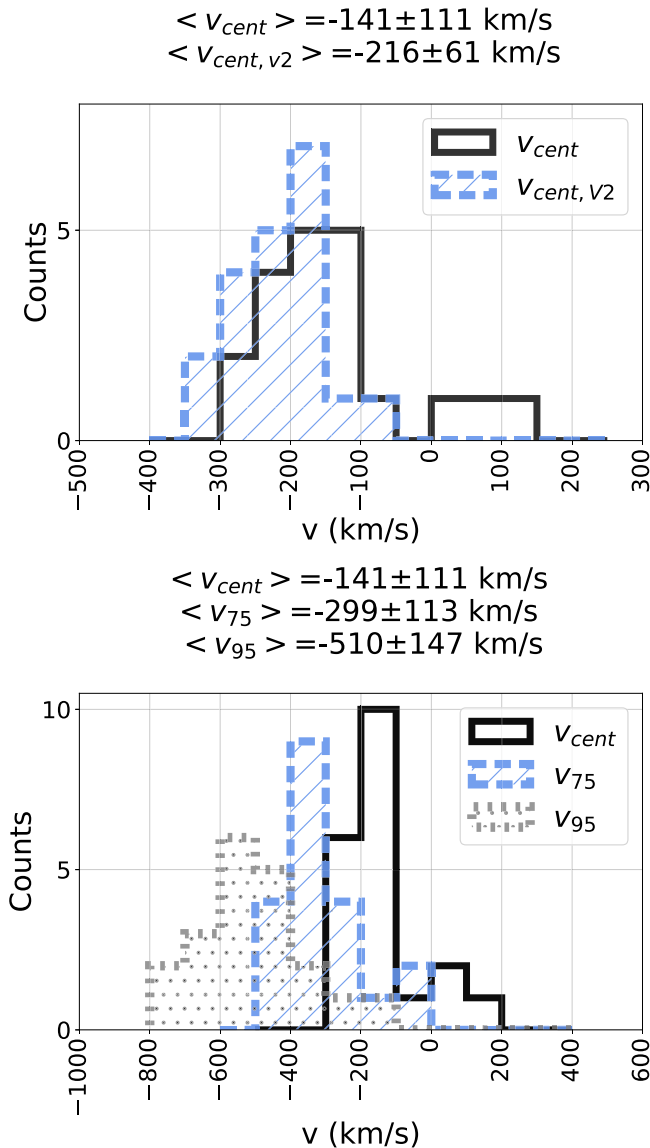 < v_cent > =-141±111 km/s
< v_cent, v2 > =-216±61 km/s
v_cent
v_cent, V2
5
0
Counts
−500
−400
−300
−200
−100
0
100
200
300
v (km/s)
< v_cent > =-141±111 km/s
< v_75 > =-299±113 km/s
< v_95 > =-510±147 km/s
v_cent
v_75
v_95
10
5
0
Counts
−1000
−800
−600
−400
−200
0
200
400
600
v (km/s)